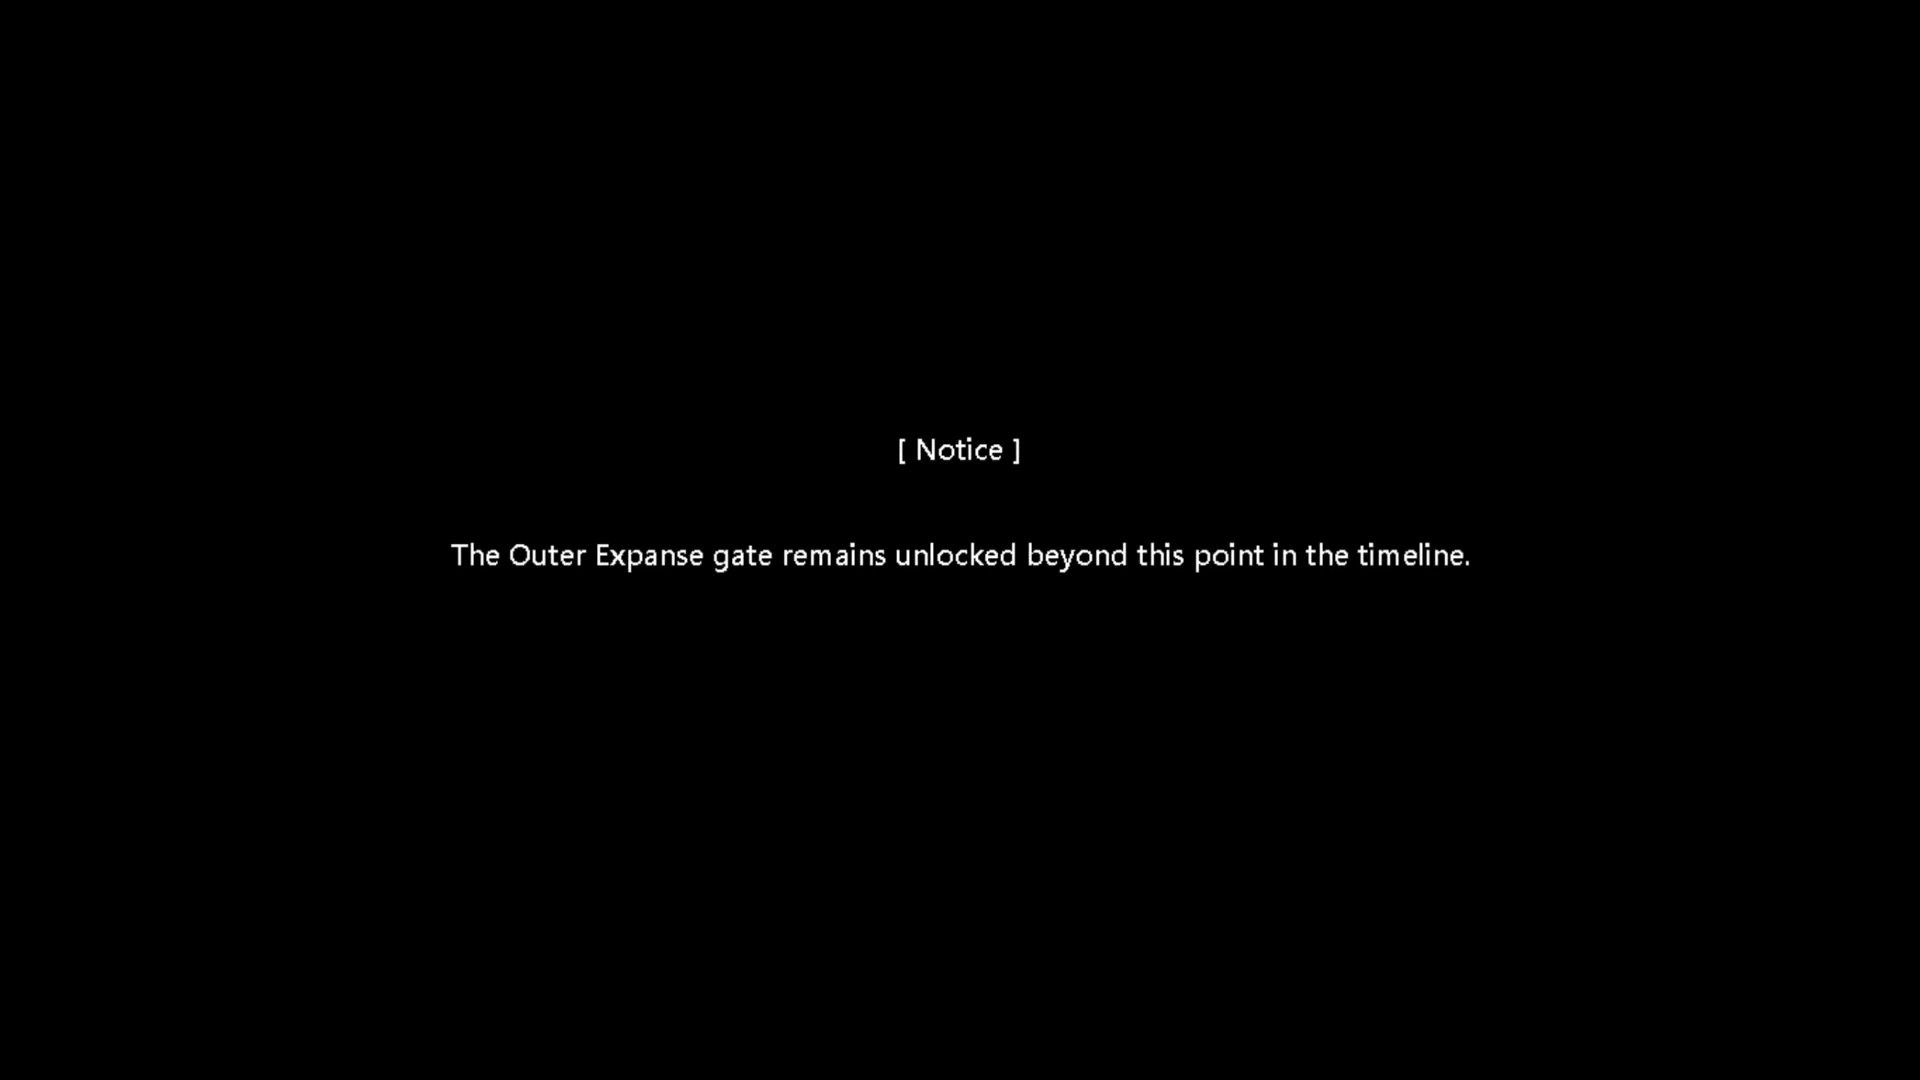 [ Notice ]
The Outer Expanse gate remains unlocked beyond this point in the timeline.